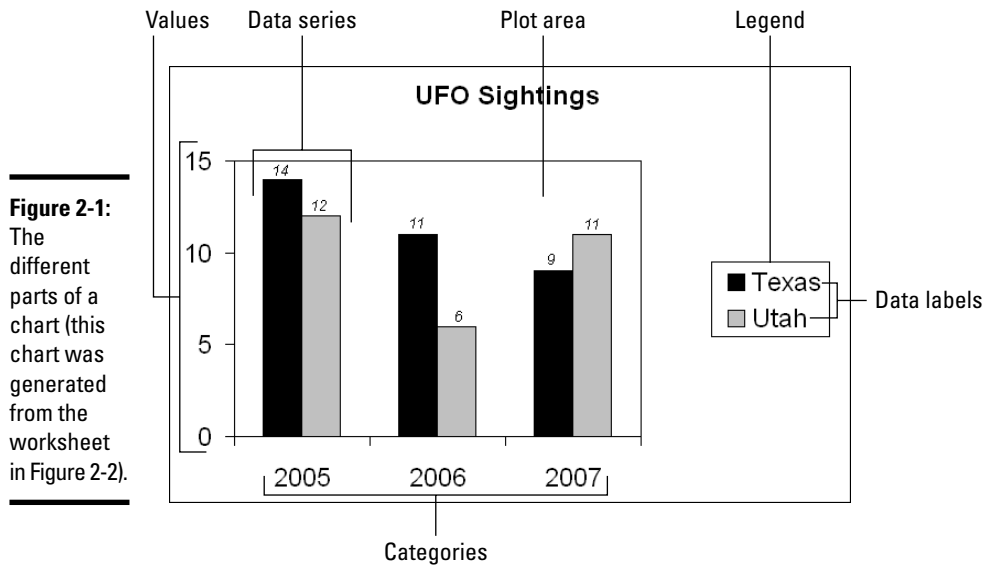 Values
Data series
Plot area
Legend
UFO Sightings
15
10
5
0
14
12
11
6
9
11
2005
2006
2007
Texas
Utah
Data labels
Categories
Figure 2-1:
The
different
parts of a
chart (this
chart was
generated
from the
worksheet
in Figure 2-2).